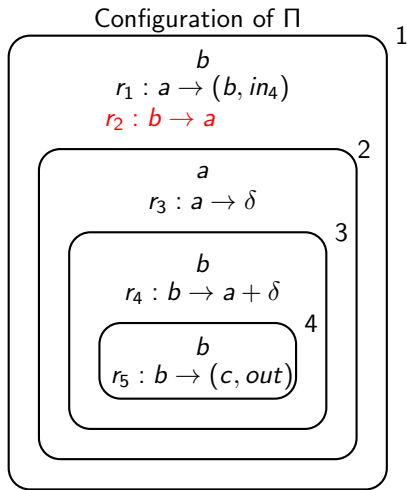 Configuration of Π
1
b
r₁ : a → (b, in₄)
r₂ : b → a
2
a
r₃ : a → δ
3
b
r₄ : b → a + δ
4
b
r₅ : b → (c, out)